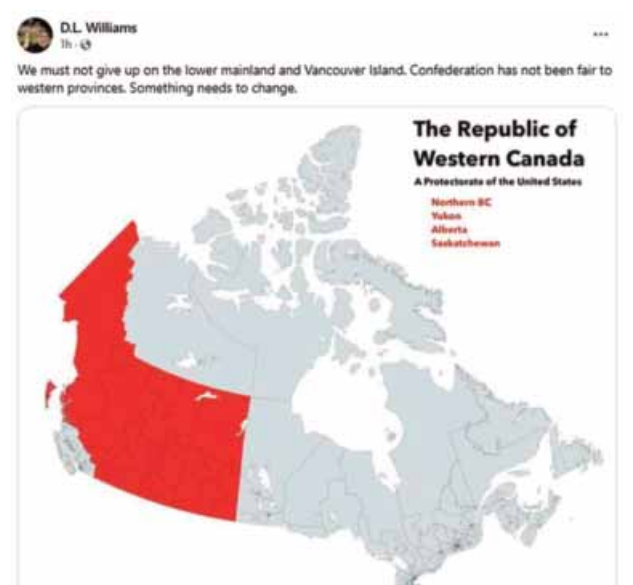 D.L. Williams
1h ·
We must not give up on the lower mainland and Vancouver Island. Confederation has not been fair to
western provinces. Something needs to change.
The Republic of
Western Canada
A Protectorate of the United States
Northern BC
Yukon
Alberta
Saskatchewan